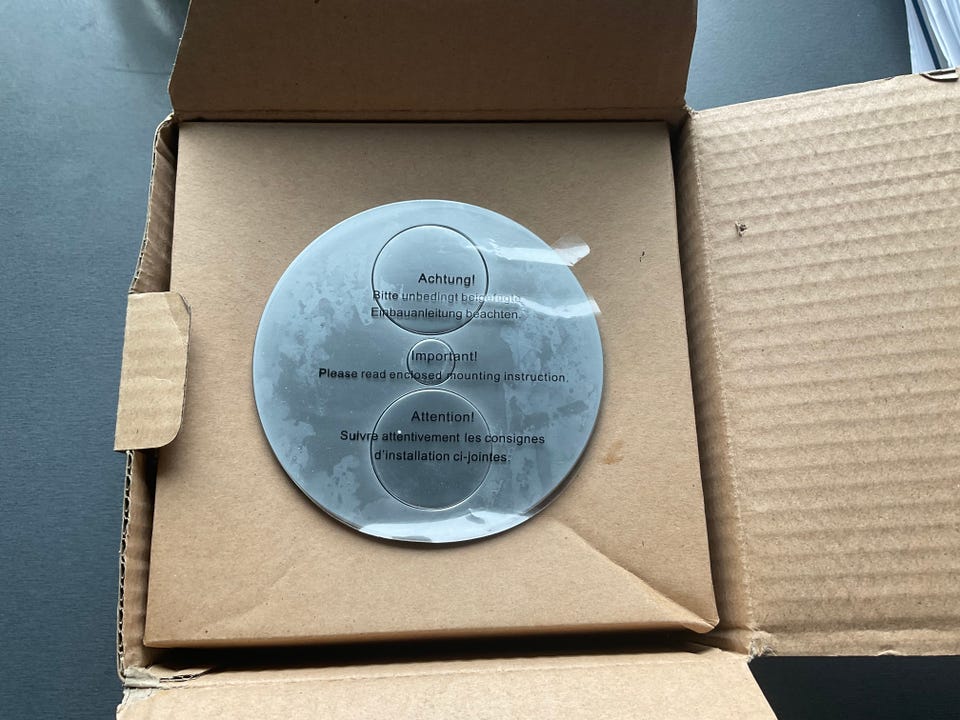 Achtung!
Bitte unbedingt beigefügte
Einbauanleitung beachten.
Important!
Please read enclosed mounting instruction.
Attention!
Suivre attentivement les consignes
d'installation ci-jointes.